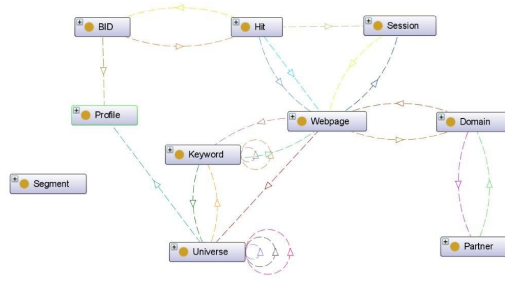 BID
Hit
Session
Profile
Webpage
Domain
Keyword
Segment
Universe
Partner